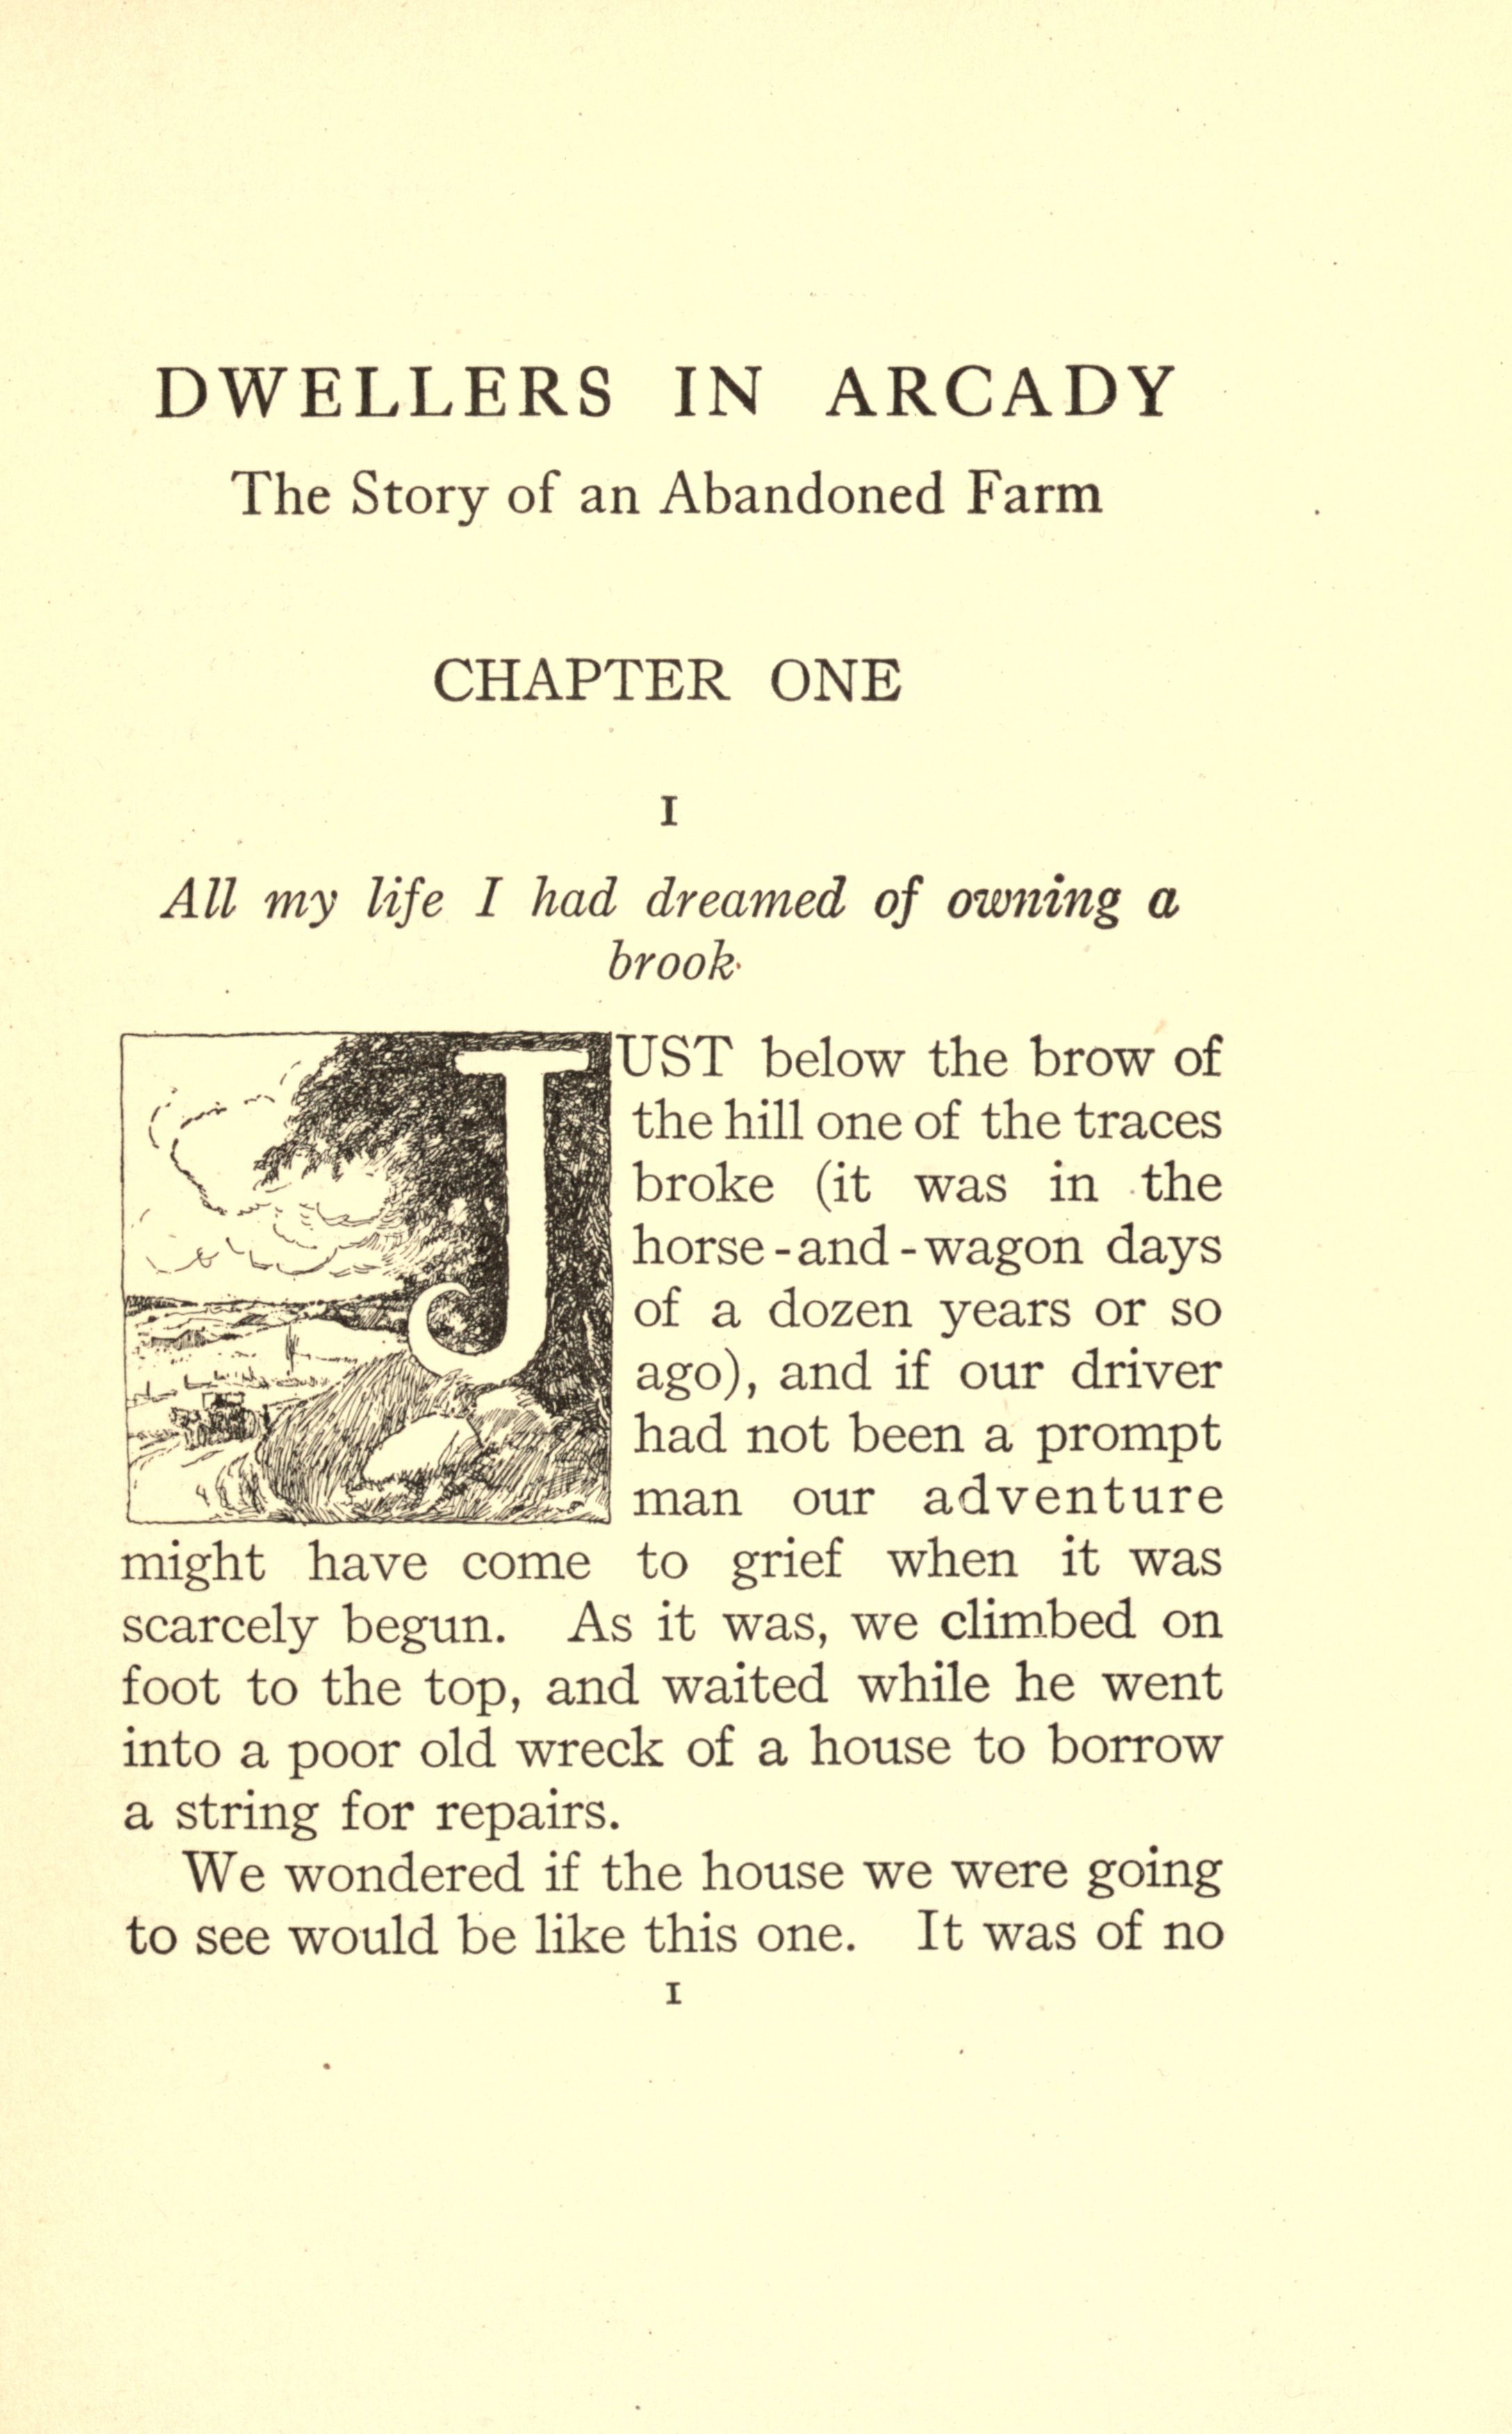 DWELLERS IN ARCADY
The Story of an Abandoned Farm
CHAPTER ONE
I
All my life I had dreamed of owning a
brook
JUST below the brow of
the hill one of the traces
broke (it was in the
horse-and-wagon days
of a dozen years or so
ago), and if our driver
had not been a prompt
man our adventure
might have come to grief when it was
scarcely begun. As it was, we climbed on
foot to the top, and waited while he went
into a poor old wreck of a house to borrow
a string for repairs.
We wondered if the house we were going
to see would be like this one. It was of no
1